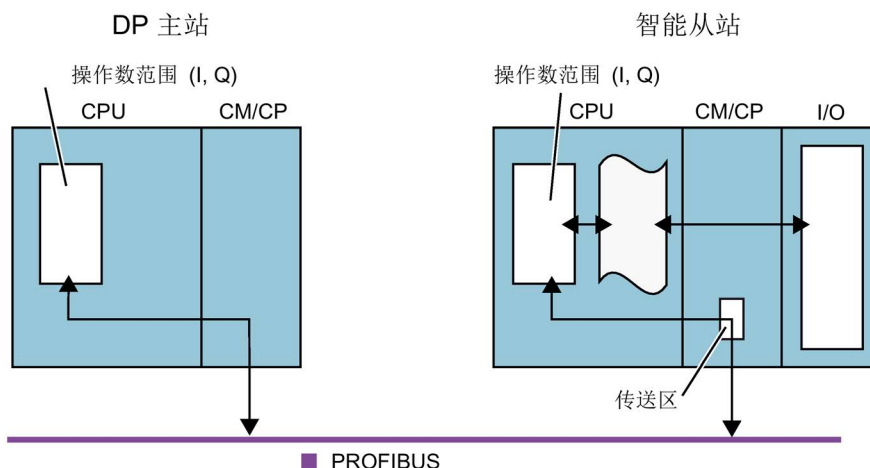 DP 主站
智能从站
操作数范围 (I, Q)
操作数范围 (I, Q)
CPU
CM/CP
CPU
CM/CP
I/O
传送区
PROFIBUS